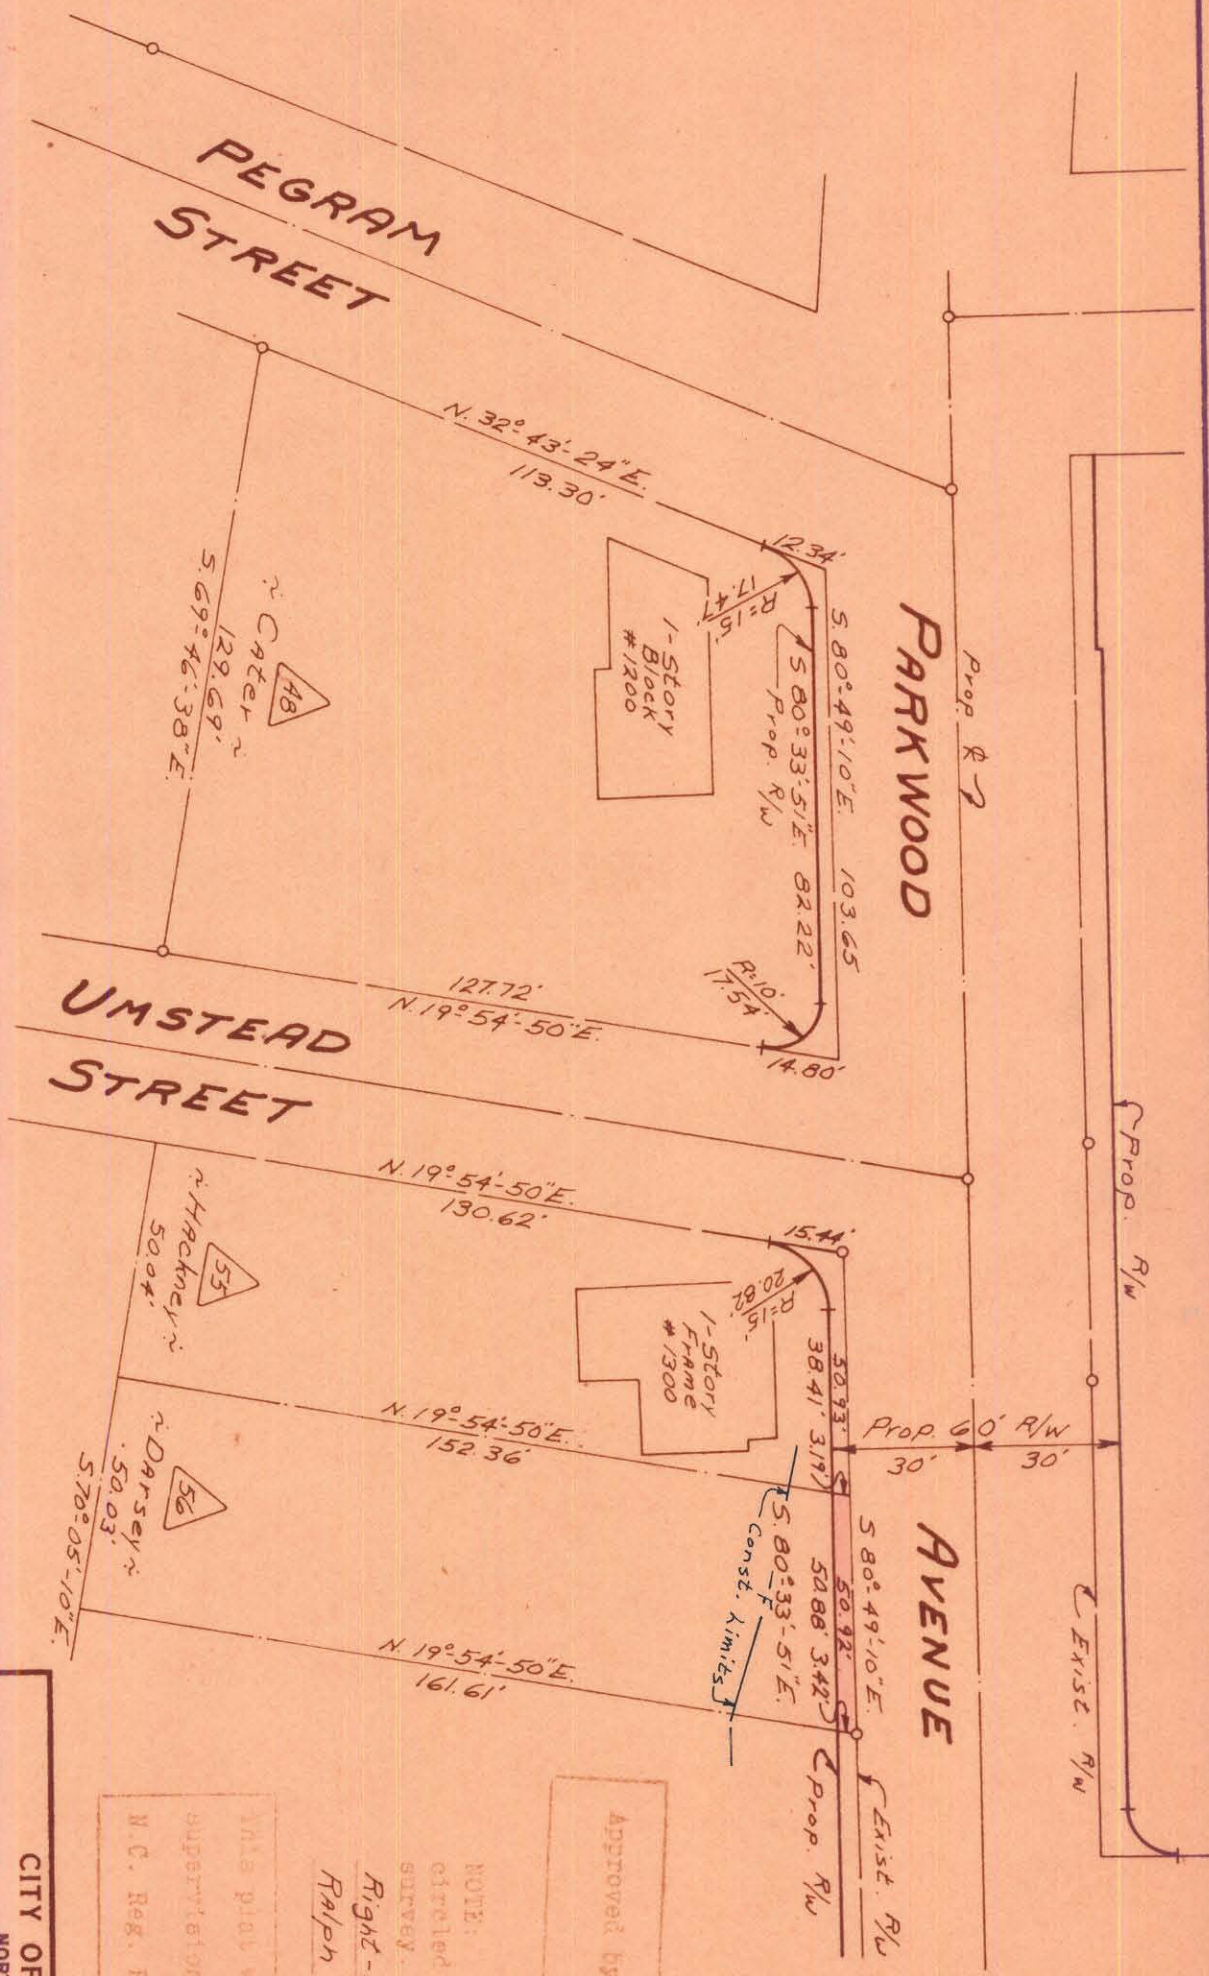 PEGRAM
STREET
PARKWOOD
AVENUE
UMSTEAD
STREET
N. 32°-43'-24" E.
113.30'
12.34'
R=15'
17.47'
S. 80°-49'-10" E. 103.65
S 80°-33'-51" E. 82.22'
Prop. R/W
1-Story
Block
#1200
48
~ Cater ~
129.69'
S. 69°-46'-38" E.
R=10'
17.54'
14.80'
127.72'
N. 19°-54'-50" E.
N. 19°-54'-50" E.
130.62'
15.44'
R=15'
20.82'
1-Story
Frame
#1300
55
~ Hackney ~
50.04'
N. 19°-54'-50" E.
152.36'
56
~ Darsey ~
50.03'
S. 70°-05'-10" E.
N. 19°-54'-50" E.
161.61'
50.93'
38.41' 3.19'
S 80°-49'-10" E.
50.92'
50.88' 3.42'
S. 80°-33'-51" E.
F
Const. Limits
Prop. 60' R/W
30' 30'
Prop. ℄
Prop. R/W
Exist. R/W
Exist. R/W
Prop. R/W
Approved by
NOTE:
circled
survey.
Right-
Ralph
This plat
supervision
N.C. Reg.
CITY OF